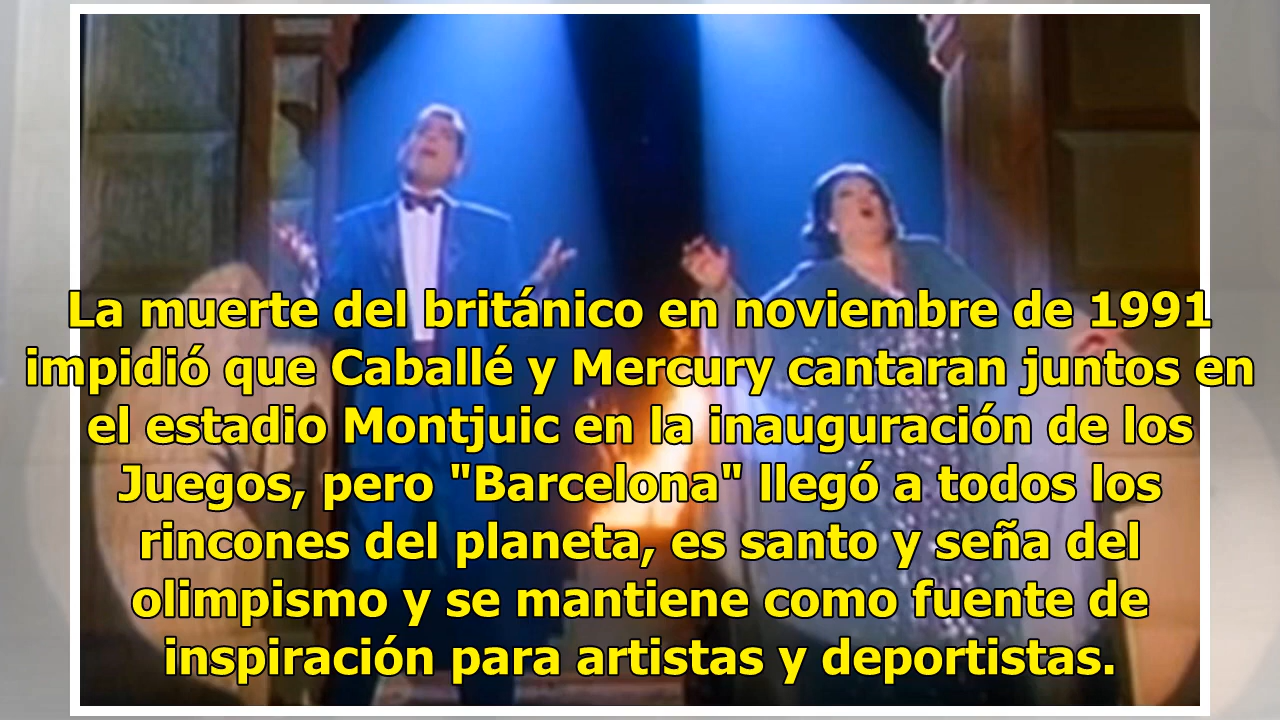 La muerte del británico en noviembre de 1991
impidió que Caballé y Mercury cantaran juntos en
el estadio Montjuic en la inauguración de los
Juegos, pero "Barcelona" llegó a todos los
rincones del planeta, es santo y seña del
olimpismo y se mantiene como fuente de
inspiración para artistas y deportistas.